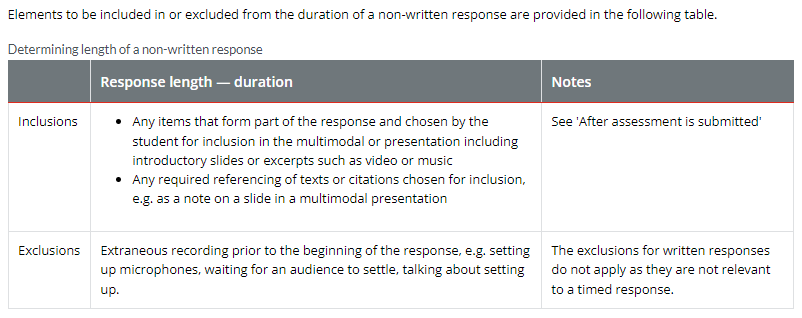 Elements to be included in or excluded from the duration of a non-written response are provided in the following table.
Determining length of a non-written response
Response length — duration
Notes
Inclusions
• Any items that form part of the response and chosen by the
student for inclusion in the multimodal or presentation including
introductory slides or excerpts such as video or music
• Any required referencing of texts or citations chosen for inclusion,
e.g. as a note on a slide in a multimodal presentation
See 'After assessment is submitted'
Exclusions
Extraneous recording prior to the beginning of the response, e.g. setting
up microphones, waiting for an audience to settle, talking about setting
up.
The exclusions for written responses
do not apply as they are not relevant
to a timed response.